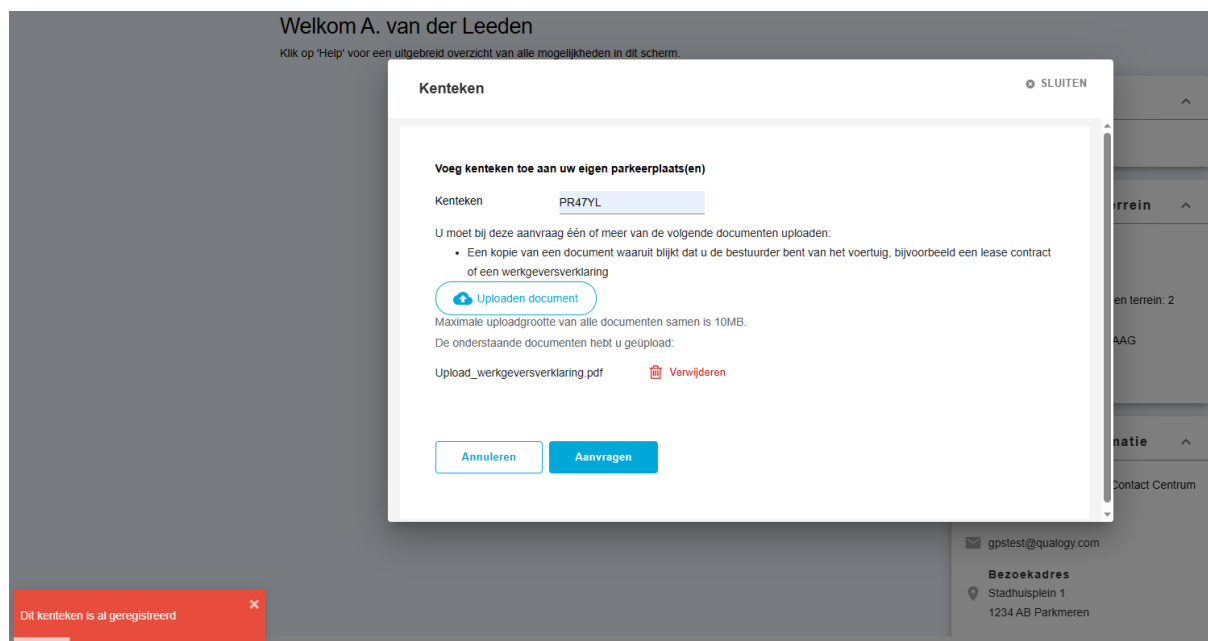 Welkom A. van der Leeden
Klik op 'Help' voor een uitgebreid overzicht van alle mogelijkheden in dit scherm.
Kenteken
SLUITEN
Voeg kenteken toe aan uw eigen parkeerplaats(en)
Kenteken PR47YL
U moet bij deze aanvraag één of meer van de volgende documenten uploaden:
• Een kopie van een document waaruit blijkt dat u de bestuurder bent van het voertuig, bijvoorbeeld een lease contract
of een werkgeversverklaring
Uploaden document
Maximale uploadgrootte van alle documenten samen is 10MB.
De onderstaande documenten hebt u geüpload:
Upload_werkgeversverklaring.pdf Verwijderen
Annuleren Aanvragen
en terrein: 2
Contact Centrum
gpstest@qualogy.com
Bezoekadres
Stadhuisplein 1
1234 AB Parkmeren
Dit kenteken is al geregistreerd